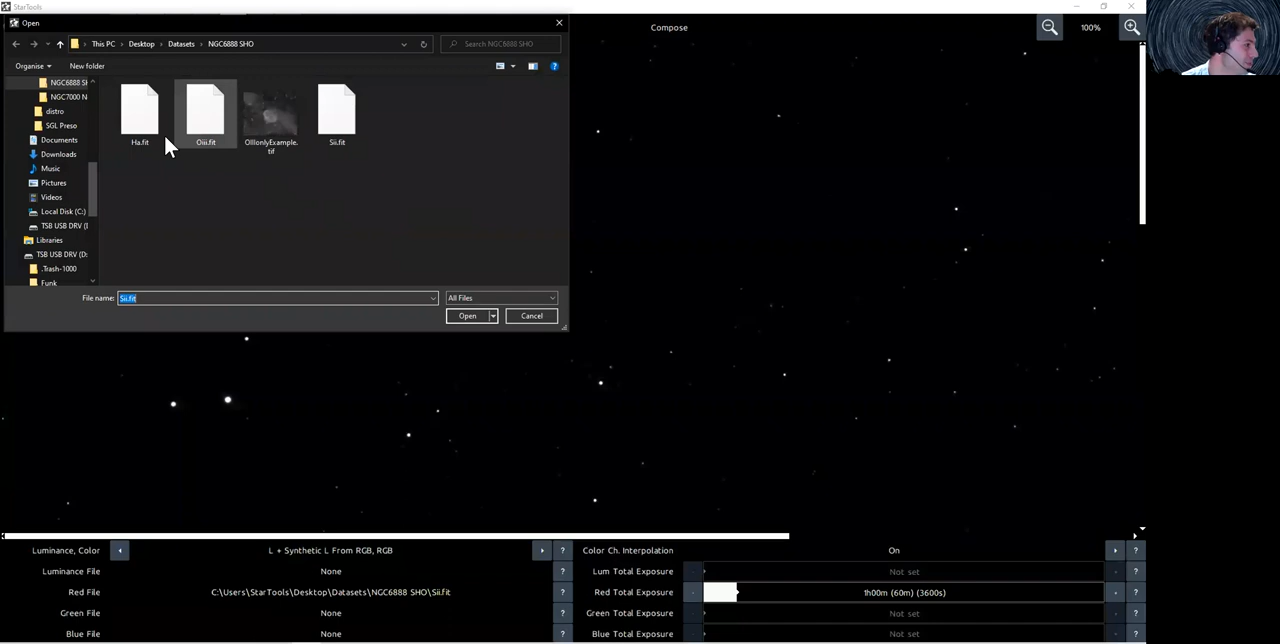 StarTools
Open
This PC > Desktop > Datasets > NGC6888 SHO
Search NGC6888 SHO
Organise
New folder
NGC6888 SH
NGC7000 N
distro
SGL Preso
Documents
Downloads
Music
Pictures
Videos
Local Disk (C:)
TSB USB DRV (
Libraries
TSB USB DRV (D:
.Trash-1000
Funk
Ha.fit
Oiii.fit
OIIIonlyExample.
tif
Sii.fit
File name:
Sii.fit
All Files
Open
Cancel
Compose
100%
Luminance, Color
L + Synthetic L From RGB, RGB
?
Color Ch. Interpolation
On
?
Luminance File
None
?
Lum Total Exposure
Not set
?
Red File
C:\Users\StarTools\Desktop\Datasets\NGC6888 SHO\Sii.fit
?
Red Total Exposure
1h00m (60m) (3600s)
?
Green File
None
?
Green Total Exposure
Not set
?
Blue File
None
?
Blue Total Exposure
Not set
?